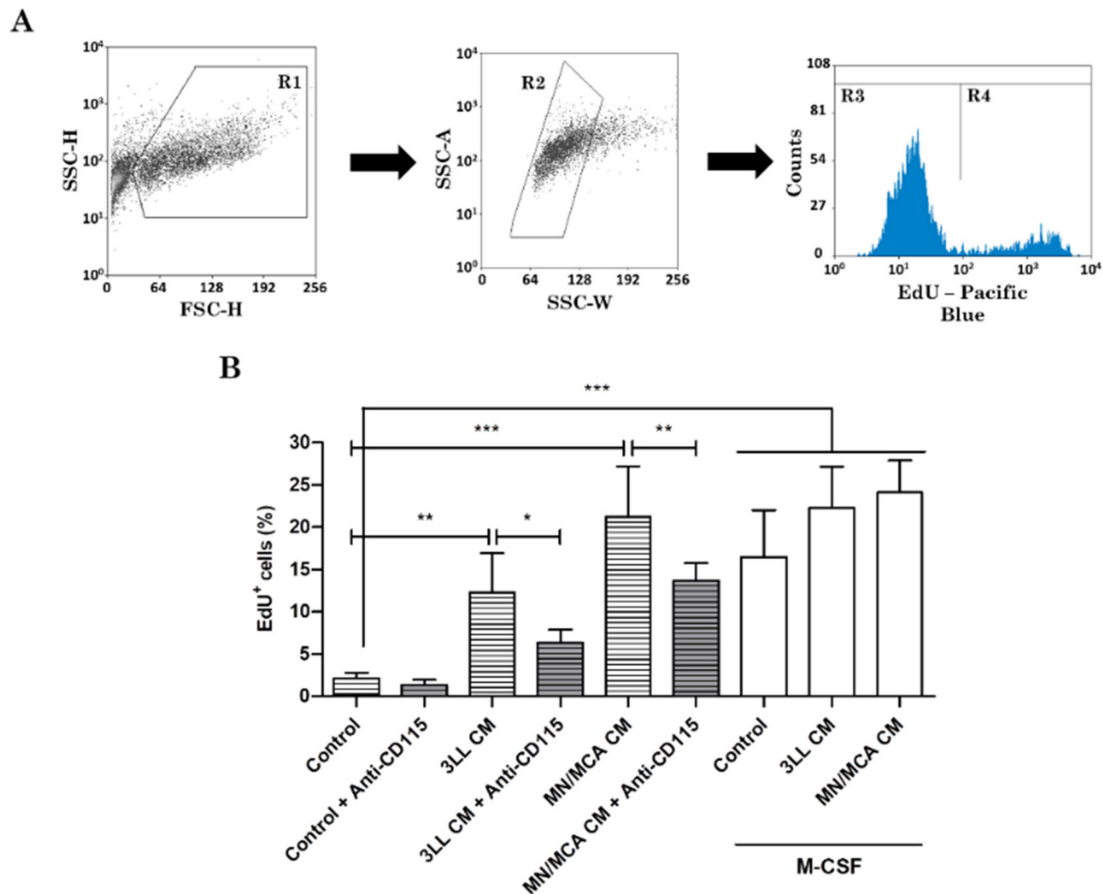 A
SSC-H
10⁴
10³
10²
10¹
10⁰
R1
0 64 128 192 256
FSC-H
SSC-A
10⁴
10³
10²
10¹
10⁰
R2
0 64 128 192 256
SSC-W
Counts
108
81
54
27
0
R3 R4
10⁰ 10¹ 10² 10³ 10⁴
EdU – Pacific
Blue
B
***
*** **
** *
EdU⁺ cells (%)
30
25
20
15
10
5
0
Control
Control + Anti-CD115
3LL CM
3LL CM + Anti-CD115
MN/MCA CM
MN/MCA CM + Anti-CD115
Control
3LL CM
MN/MCA CM
M-CSF